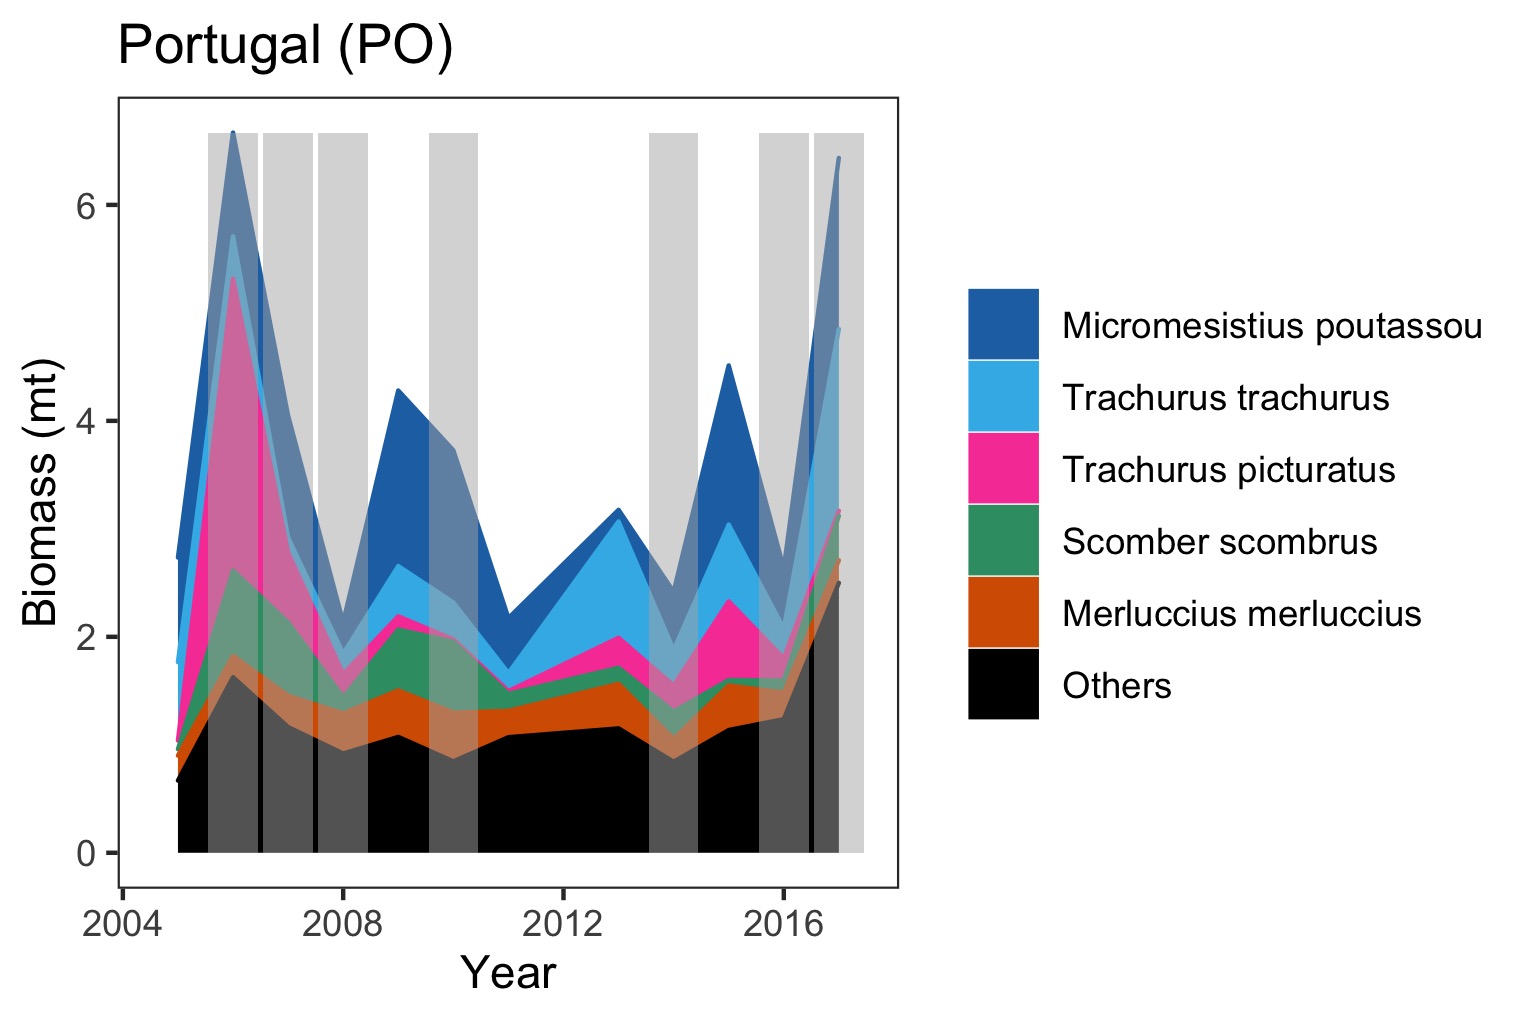 Portugal (PO)
Biomass (mt)
6
4
2
0
2004 2008 2012 2016
Year
Micromesistius poutassou
Trachurus trachurus
Trachurus picturatus
Scomber scombrus
Merluccius merluccius
Others